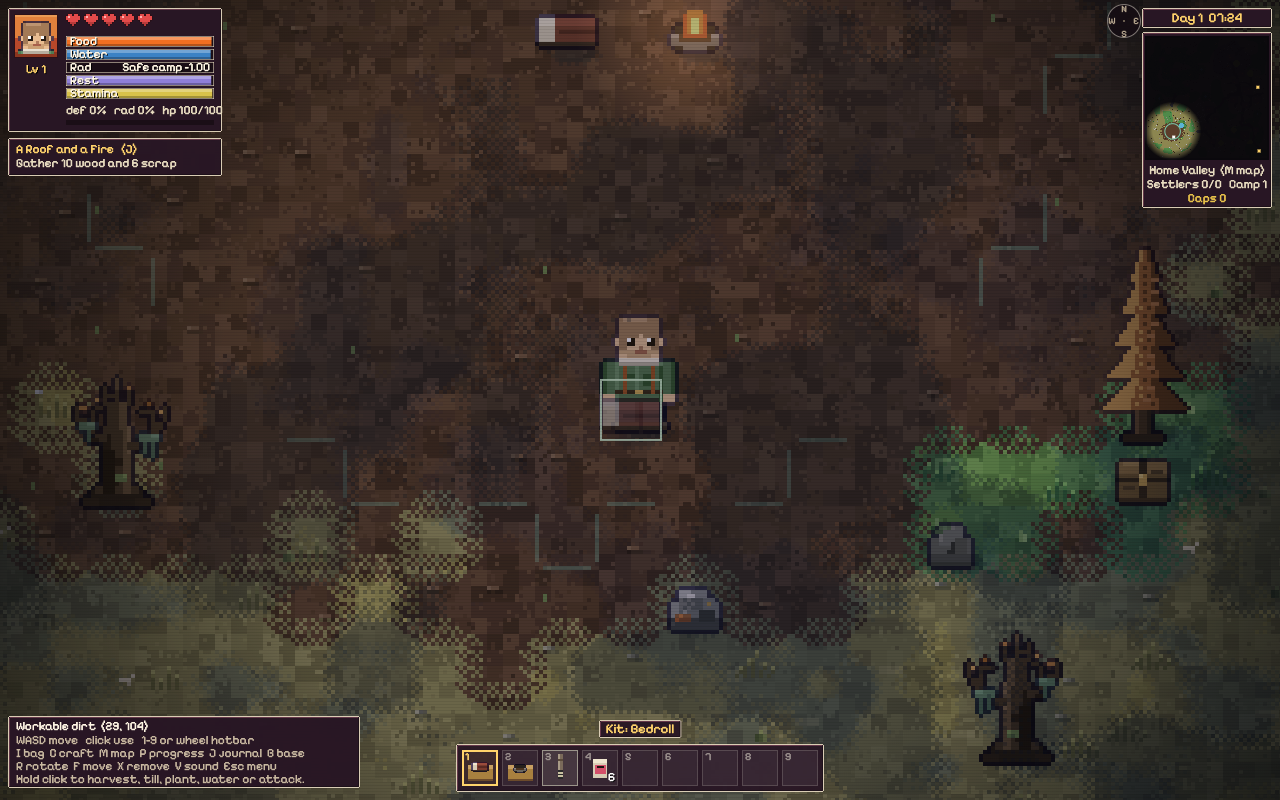 Food
Water
Rad Safe camp -1.00
Rest
Stamina
Lv 1
def 0% rad 0% hp 100/100
A Roof and a Fire (J)
Gather 10 wood and 6 scrap
N
W E
S
Day 1 07:24
Home Valley (M map)
Settlers 0/0 Camp 1
Caps 0
Workable dirt (29, 104)
WASD move click use 1-9 or wheel hotbar
I bag C craft M map P progress J journal B base
R rotate F move X remove V sound Esc menu
Hold click to harvest, till, plant, water or attack.
Kit: Bedroll
1 2 3 4 5 6 7 8 9
6